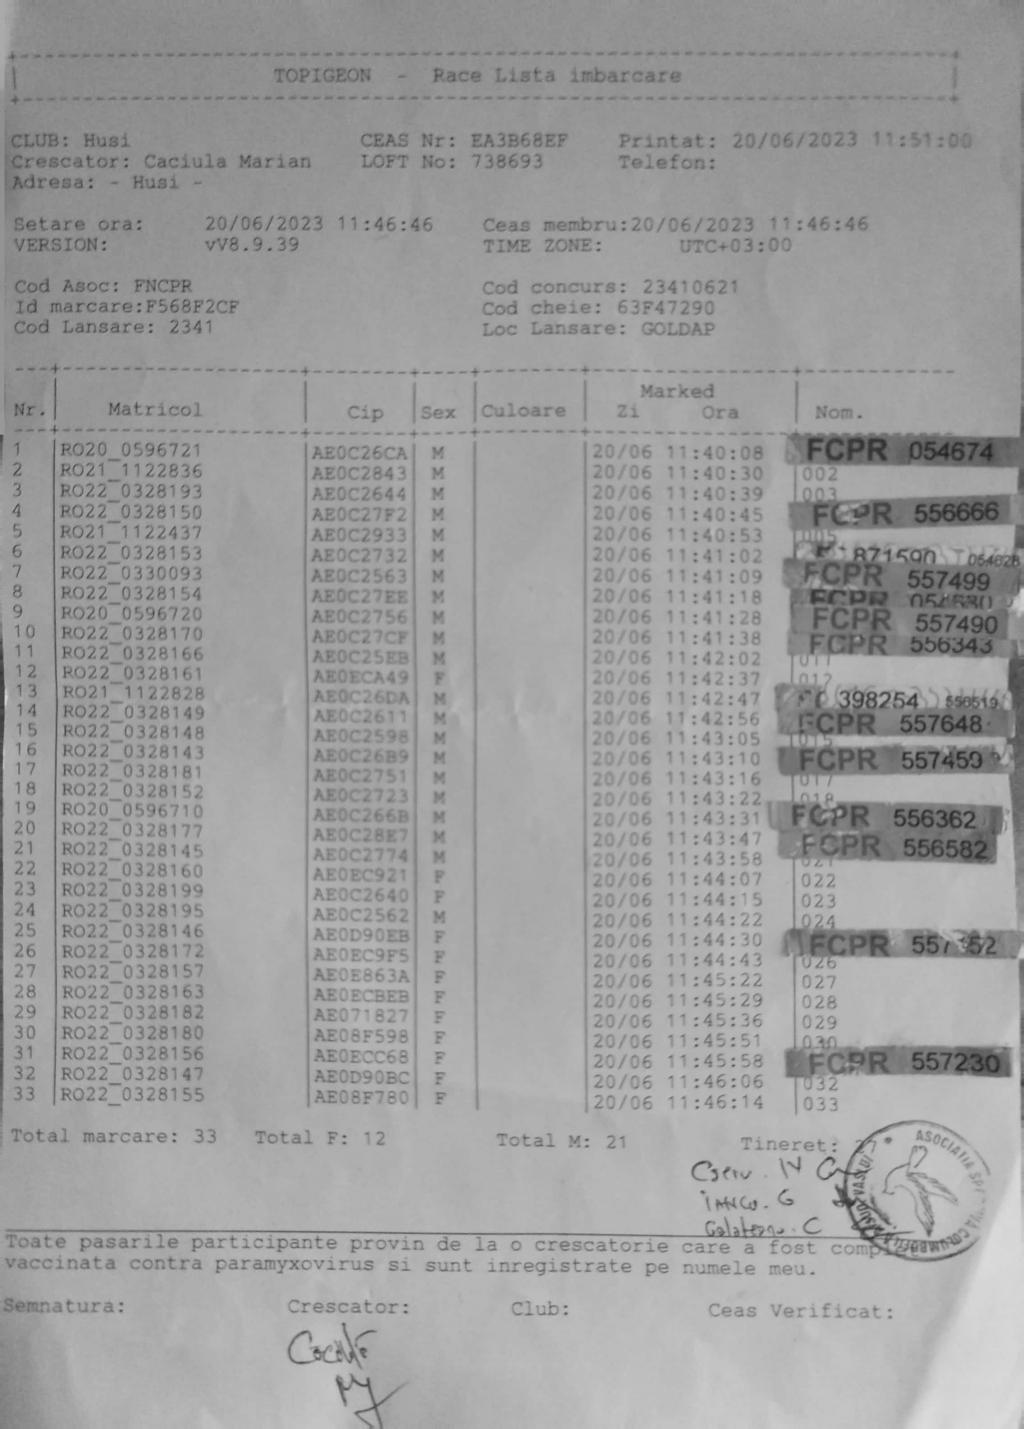 TOPIGEON - Race Lista imbarcare
CLUB: Husi CEAS Nr: EA3B68EF Printat: 20/06/2023 11:51:00
Crescator: Caciula Marian LOFT No: 738693 Telefon:
Adresa: - Husi -
Setare ora: 20/06/2023 11:46:46 Ceas membru:20/06/2023 11:46:46
VERSION: vV8.9.39 TIME ZONE: UTC+03:00
Cod Asoc: FNCPR Cod concurs: 23410621
Id marcare:F568F2CF Cod cheie: 63F47290
Cod Lansare: 2341 Loc Lansare: GOLDAP
Marked
Nr. Matricol Cip Sex Culoare Zi Ora Nom.
1 RO20_0596721 AE0C26CA M 20/06 11:40:08 FCPR 054674
2 RO21_1122836 AE0C2843 M 20/06 11:40:30 002
3 RO22_0328193 AE0C2644 M 20/06 11:40:39 003
4 RO22_0328150 AE0C27F2 M 20/06 11:40:45 FCPR 556666
5 RO21_1122437 AE0C2933 M 20/06 11:40:53 005
6 RO22_0328153 AE0C2732 M 20/06 11:41:02 871590 054628
7 RO22_0330093 AE0C2563 M 20/06 11:41:09 FCPR 557499
8 RO22_0328154 AE0C27EE M 20/06 11:41:18 FCPR
9 RO20_0596720 AE0C2756 M 20/06 11:41:28 FCPR 557490
10 RO22_0328170 AE0C27CF M 20/06 11:41:38 FCPR 556343
11 RO22_0328166 AE0C25EB M 20/06 11:42:02 011
12 RO22_0328161 AE0ECA49 F 20/06 11:42:37 012
13 RO21_1122828 AE0C26DA M 20/06 11:42:47 398254 556519
14 RO22_0328149 AE0C2611 M 20/06 11:42:56 FCPR 557648
15 RO22_0328148 AE0C2598 M 20/06 11:43:05 015
16 RO22_0328143 AE0C26B9 M 20/06 11:43:10 FCPR 557459
17 RO22_0328181 AE0C2751 M 20/06 11:43:16 017
18 RO22_0328152 AE0C2723 M 20/06 11:43:22 018
19 RO20_0596710 AE0C266B M 20/06 11:43:31 FCPR 556362
20 RO22_0328177 AE0C28E7 M 20/06 11:43:47 FCPR 556582
21 RO22_0328145 AE0C2774 M 20/06 11:43:58 021
22 RO22_0328160 AE0EC921 F 20/06 11:44:07 022
23 RO22_0328199 AE0C2640 F 20/06 11:44:15 023
24 RO22_0328195 AE0C2562 M 20/06 11:44:22 024
25 RO22_0328146 AE0D90EB F 20/06 11:44:30 FCPR
26 RO22_0328172 AE0EC9F5 F 20/06 11:44:43 026
27 RO22_0328157 AE0E863A F 20/06 11:45:22 027
28 RO22_0328163 AE0ECBEB F 20/06 11:45:29 028
29 RO22_0328182 AE071827 F 20/06 11:45:36 029
30 RO22_0328180 AE08F598 F 20/06 11:45:51 030
31 RO22_0328156 AE0ECC68 F 20/06 11:45:58 FCPR 557230
32 RO22_0328147 AE0D90BC F 20/06 11:46:06 032
33 RO22_0328155 AE08F780 F 20/06 11:46:14 033
Total marcare: 33 Total F: 12 Total M: 21 Tineret:
Toate pasarile participante provin de la o crescatorie care a fost
vaccinata contra paramyxovirus si sunt inregistrate pe numele meu.
Semnatura: Crescator: Club: Ceas Verificat: